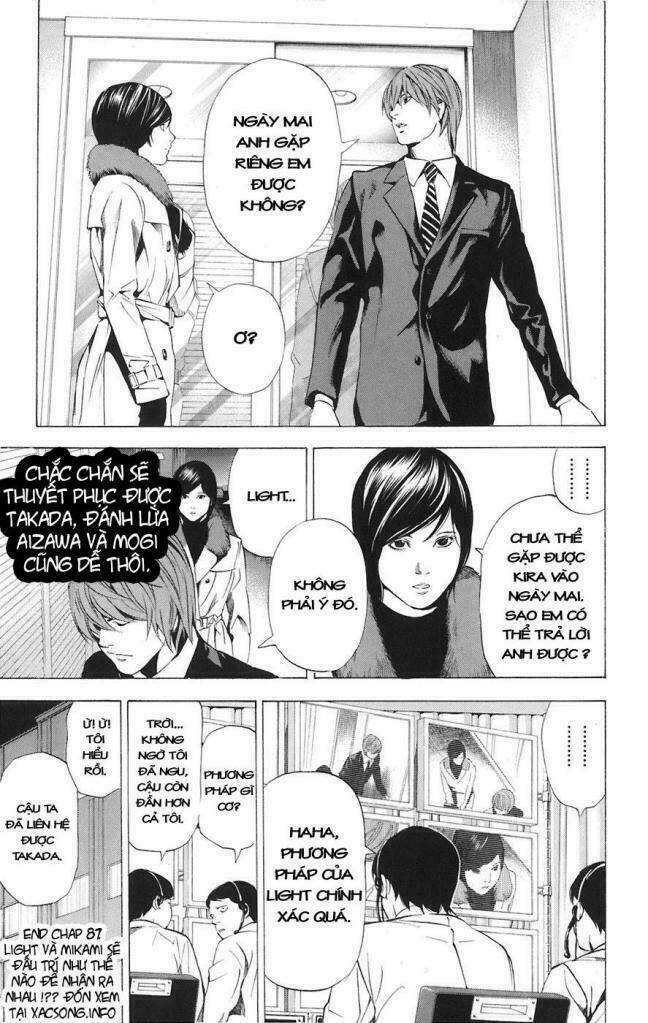 NGÀY MAI
ANH GẶP
RIÊNG EM
ĐƯỢC
KHÔNG?
Ơ?
.......
CHƯA THỂ
GẶP ĐƯỢC
KIRA VÀO
NGÀY MAI.
SAO EM CÓ
THỂ TRẢ LỜI
ANH ĐƯỢC?
KHÔNG
PHẢI Ý ĐÓ.
LIGHT...
CHẮC CHẮN SẼ
THUYẾT PHỤC ĐƯỢC
TAKADA, ĐÁNH LỪA
AIZAWA VÀ MOGI
CŨNG DỄ THÔI.
.......
HAHA,
PHƯƠNG
PHÁP CỦA
LIGHT CHÍNH
XÁC QUÁ.
PHƯƠNG
PHÁP GÌ
CƠ?
TRỜI...
KHÔNG
NGỜ TÔI
ĐÃ NGU,
CẬU CÒN
ĐẦN HƠN
CẢ TÔI.
Ừ! Ừ!
TÔI
HIỂU
RỒI.
CẬU TA
ĐÃ LIÊN HỆ
ĐƯỢC
TAKADA.
END CHAP 87
LIGHT VÀ MIKAMI SẼ
ĐẤU TRÍ NHƯ THẾ
NÀO ĐỂ NHẬN RA
NHAU !?? ĐÓN XEM
TẠI XACSONG.INFO